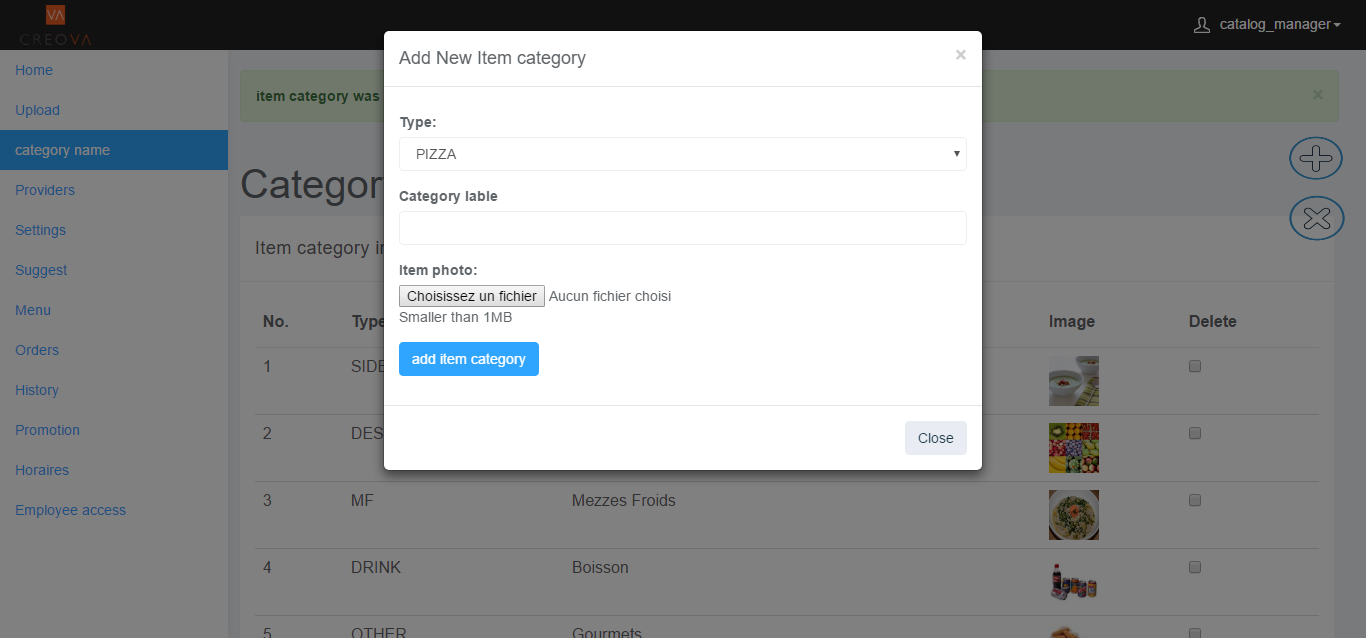 VA
CREOVA
catalog_manager
Home
Upload
category name
Providers
Settings
Suggest
Menu
Orders
History
Promotion
Horaires
Employee access
item category was
×
Category
Item category
No.
Type
Image
Delete
1
SIDE
2
DES
3
MF
Mezzes Froids
4
DRINK
Boisson
5
OTHER
Gourmets
Add New Item category
×
Type:
PIZZA
Category lable
Item photo:
Choisissez un fichier Aucun fichier choisi
Smaller than 1MB
add item category
Close